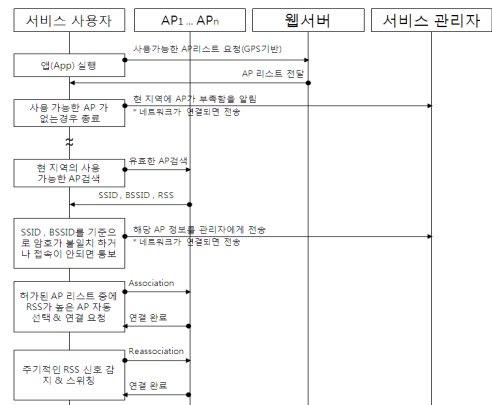 서비스 사용자
AP1 ... APn
웹서버
서비스 관리자
사용가능한 AP리스트 요청(GPS기반)
앱(App) 실행
AP 리스트 전달
사용 가능한 AP 가
없는경우 종료
현 지역에 AP가 부족함을 알림
* 네트워크가 연결되면 전송
≈
유효한 AP검색
현 지역의 사용
가능한 AP검색
SSID , BSSID , RSS
SSID , BSSID를 기준으
로 암호가 불일치 하거
나 접속이 안되면 통보
해당 AP 정보를 관리자에게 전송
* 네트워크가 연결되면 전송
Association
허가된 AP 리스트 중에
RSS가 높은 AP 자동
선택 & 연결 요청
연결 완료
Reassociation
주기적인 RSS 신호 감
지 & 스위칭
연결 완료